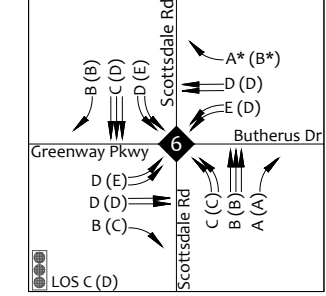 Scottsdale Rd
A* (B*)
B (B)
C (D)
D (E)
D (D)
E (D)
Butherus Dr
Greenway Pkwy
6
D (E)
D (D)
B (C)
C (C)
B (B)
A (A)
Scottsdale Rd
LOS C (D)